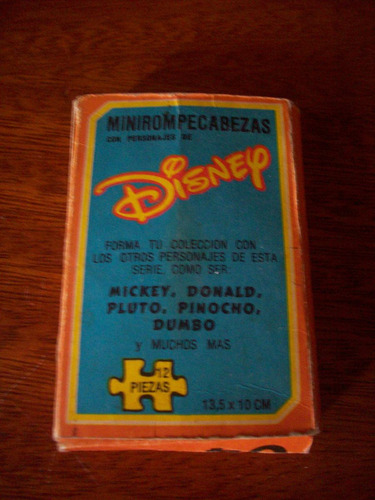 MINIROMPECABEZAS
CON PERSONAJES DE
Disney
FORMA TU COLECCION CON
LOS OTROS PERSONAJES DE ESTA
SERIE, COMO SER
MICKEY, DONALD,
PLUTO, PINOCHO,
DUMBO
y MUCHOS MAS
12
PIEZAS
13,5 x 10 CM